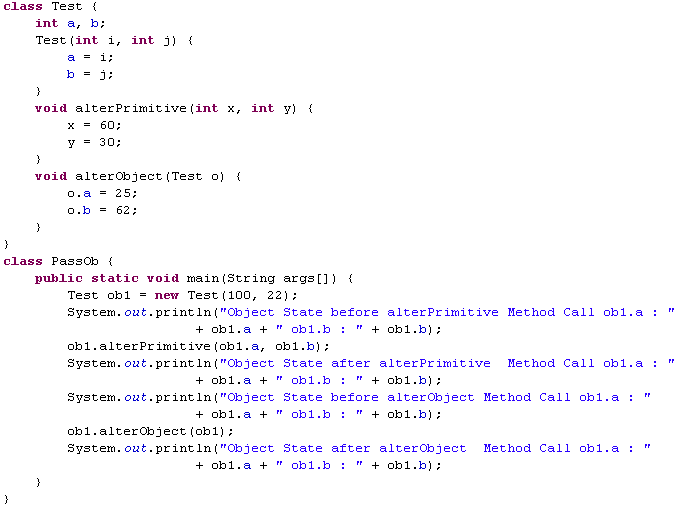 class Test {
    int a, b;
    Test(int i, int j) {
        a = i;
        b = j;
    }
    void alterPrimitive(int x, int y) {
        x = 60;
        y = 30;
    }
    void alterObject(Test o) {
        o.a = 25;
        o.b = 62;
    }
}
class PassOb {
    public static void main(String args[]) {
        Test ob1 = new Test(100, 22);
        System.out.println("Object State before alterPrimitive Method Call ob1.a : "
                        + ob1.a + " ob1.b : " + ob1.b);
        ob1.alterPrimitive(ob1.a, ob1.b);
        System.out.println("Object State after alterPrimitive  Method Call ob1.a : "
                        + ob1.a + " ob1.b : " + ob1.b);
        System.out.println("Object State before alterObject Method Call ob1.a : "
                        + ob1.a + " ob1.b : " + ob1.b);
        ob1.alterObject(ob1);
        System.out.println("Object State after alterObject  Method Call ob1.a : "
                        + ob1.a + " ob1.b : " + ob1.b);
    }
}